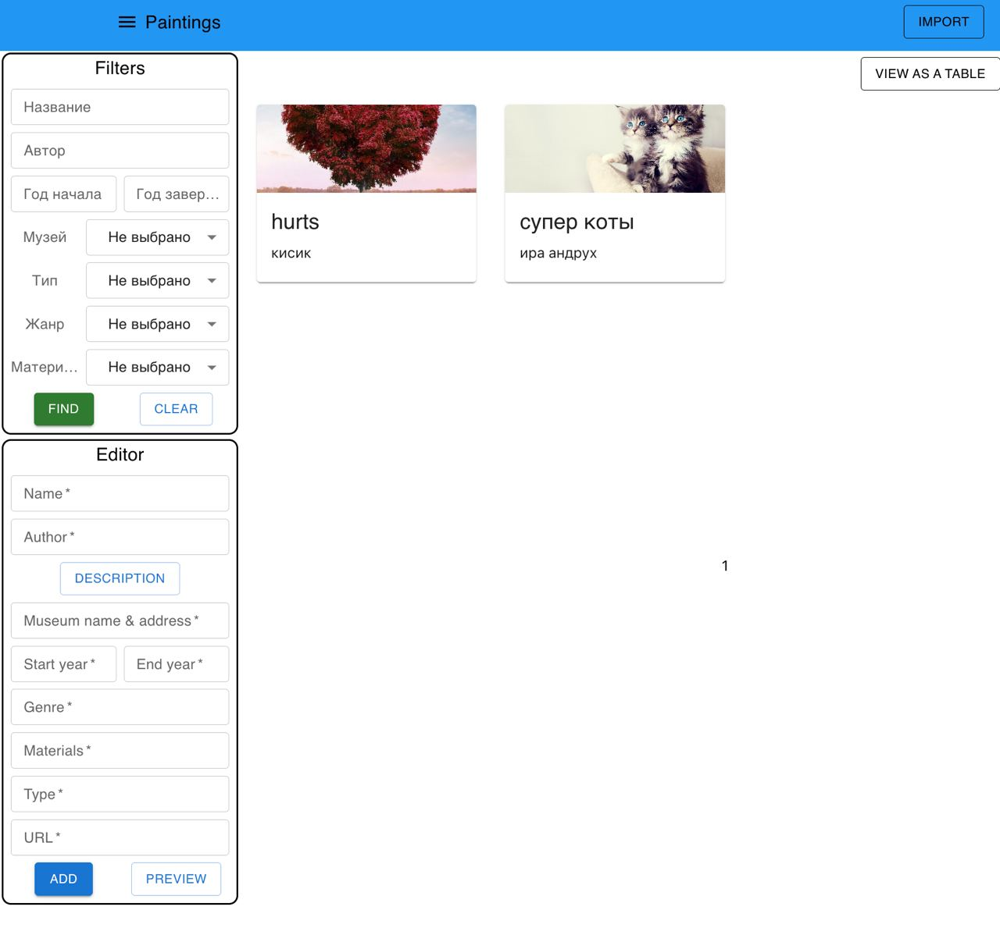 Paintings
IMPORT
Filters
Название
Автор
Год начала
Год завер...
Музей
Не выбрано
Тип
Не выбрано
Жанр
Не выбрано
Матери...
Не выбрано
FIND
CLEAR
VIEW AS A TABLE
hurts
кисик
супер коты
ира андрух
1
Editor
Name *
Author *
DESCRIPTION
Museum name & address *
Start year *
End year *
Genre *
Materials *
Type *
URL *
ADD
PREVIEW